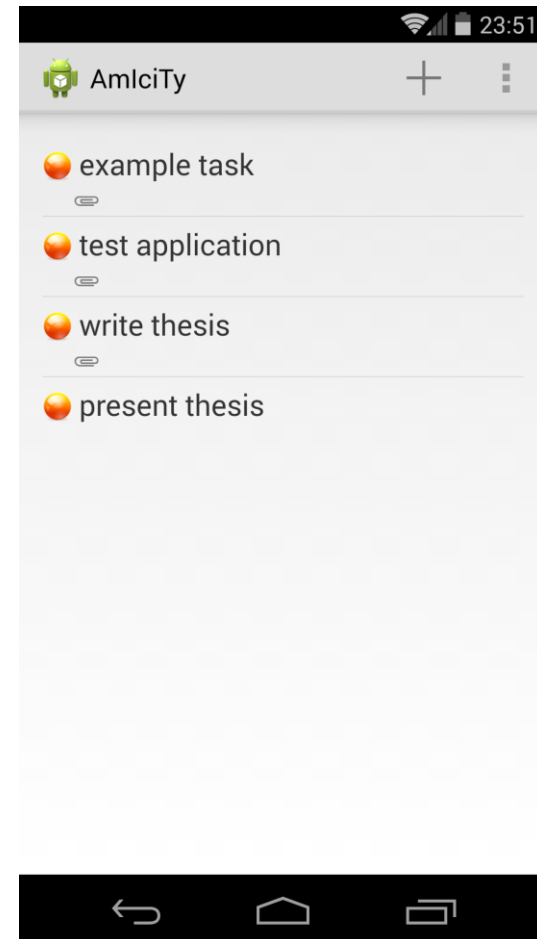 23:51
AmIciTy
example task
test application
write thesis
present thesis